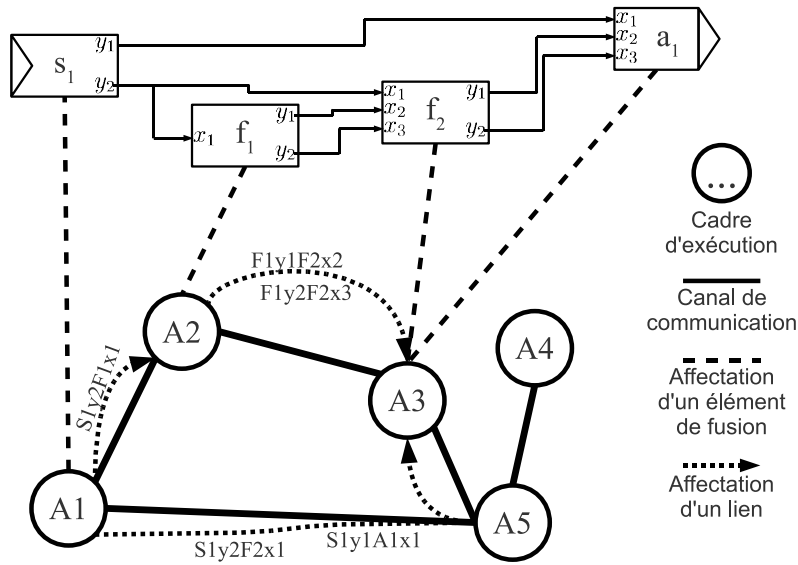 y1
x1
x2
x3
a1
s1
y2
x1
x2
x3
y1
y2
f2
x1
f1
y1
y2
...
Cadre
d'exécution
Canal de
communication
Affectation
d'un élément
de fusion
Affectation
d'un lien
F1y1F2x2
F1y2F2x3
S1y2F1x1
A2
A4
A3
A1
A5
S1y2F2x1
S1y1A1x1